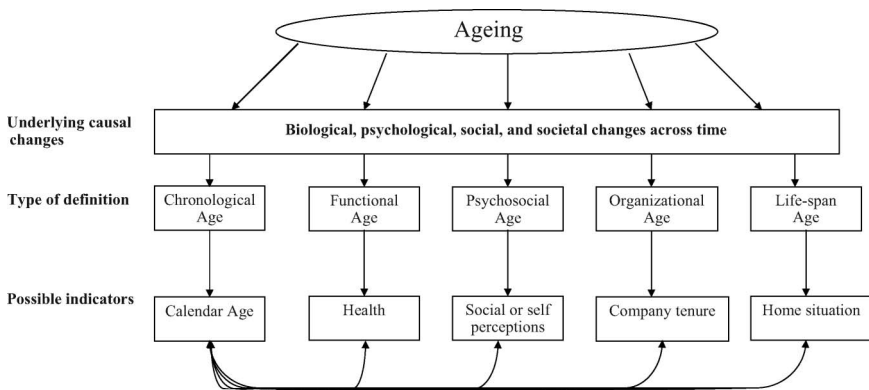 Ageing
Underlying causal
changes
Biological, psychological, social, and societal changes across time
Type of definition
Chronological
Age
Functional
Age
Psychosocial
Age
Organizational
Age
Life-span
Age
Possible indicators
Calendar Age
Health
Social or self
perceptions
Company tenure
Home situation